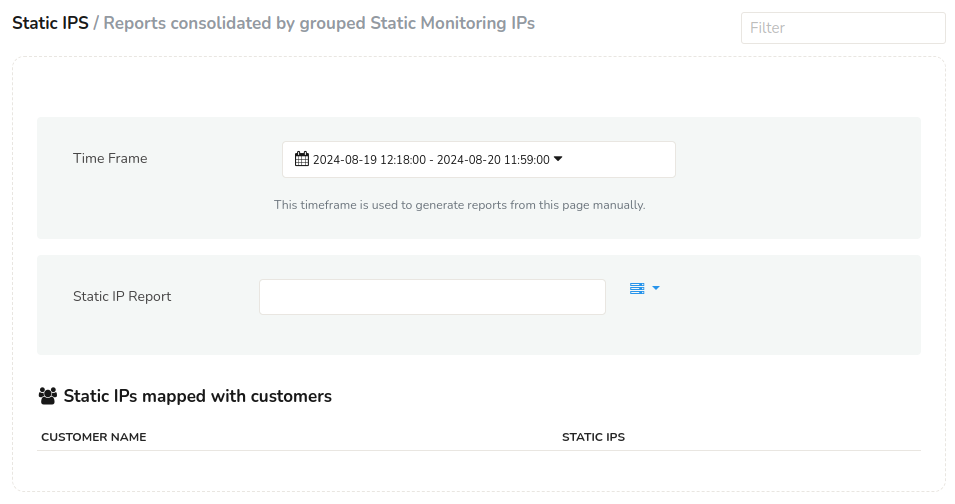 Static IPS / Reports consolidated by grouped Static Monitoring IPs
Filter
Time Frame
2024-08-19 12:18:00 - 2024-08-20 11:59:00
This timeframe is used to generate reports from this page manually.
Static IP Report
Static IPs mapped with customers
CUSTOMER NAME STATIC IPS